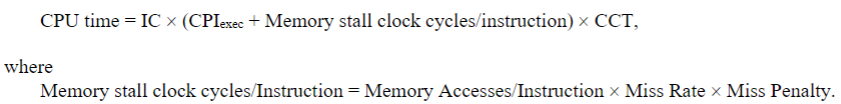 CPU time = IC × (CPIexec + Memory stall clock cycles/instruction) × CCT,
where
Memory stall clock cycles/Instruction = Memory Accesses/Instruction × Miss Rate × Miss Penalty.